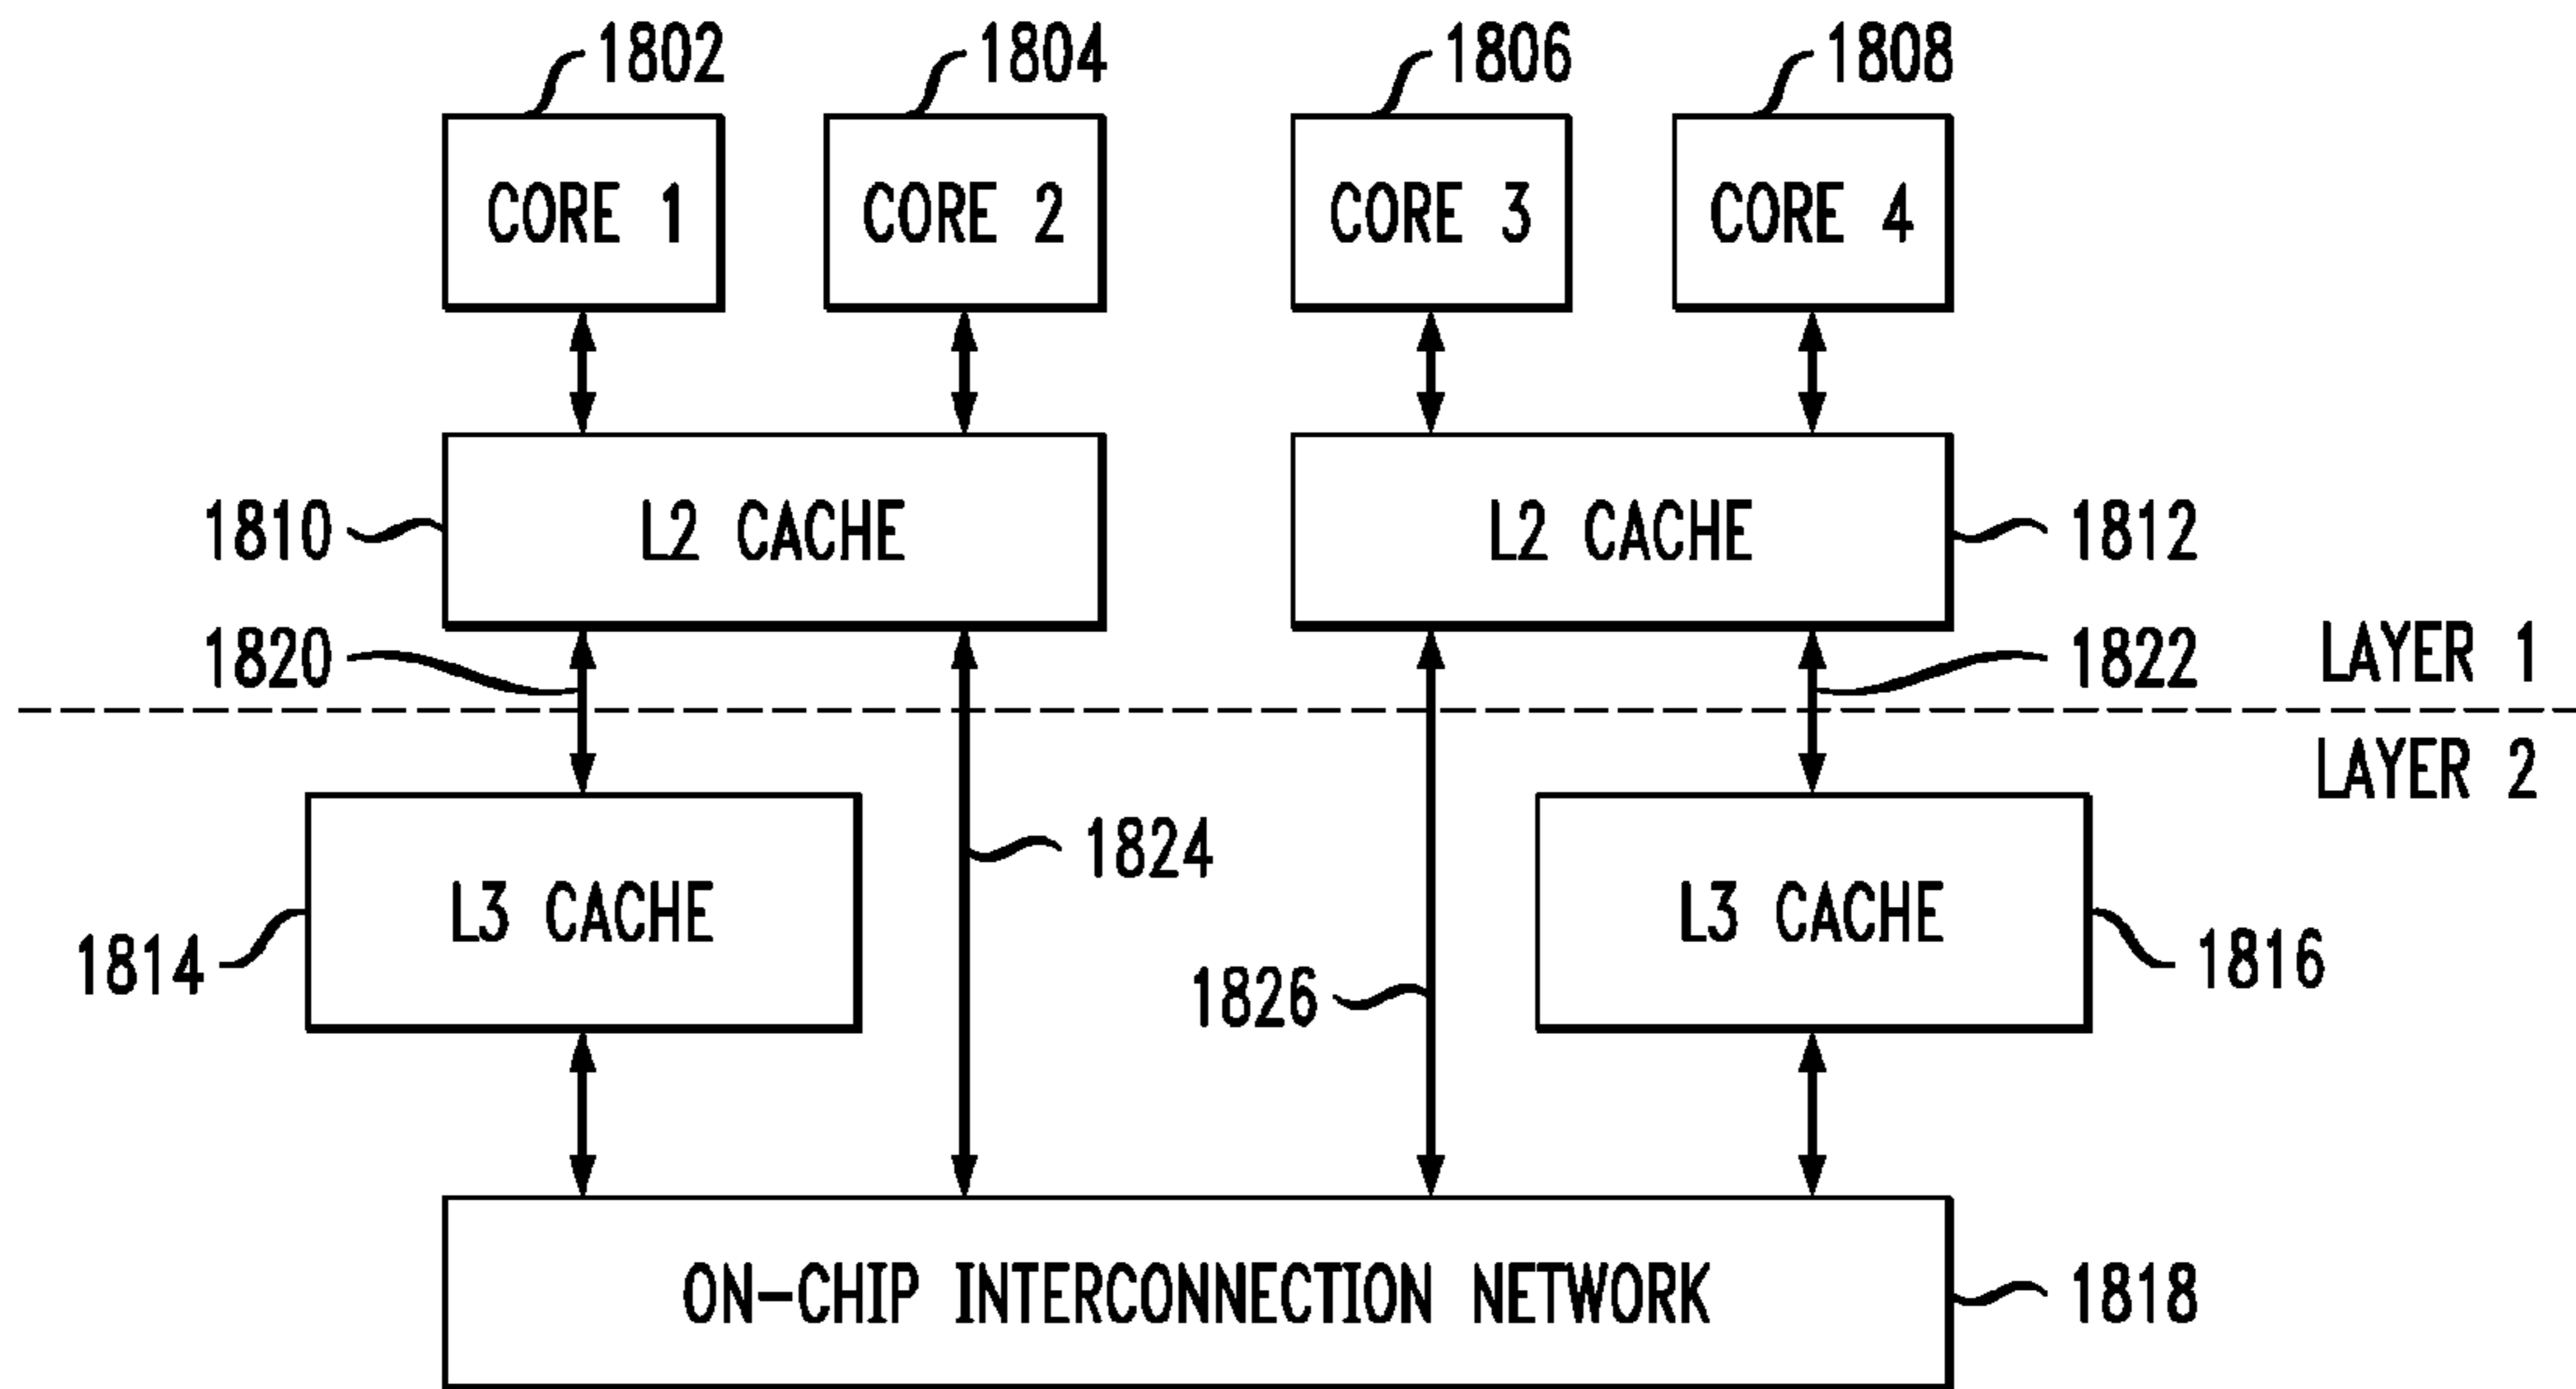 1802
1804
1806
1808
CORE 1
CORE 2
CORE 3
CORE 4
1810
L2 CACHE
L2 CACHE
1812
1820
1822
LAYER 1
LAYER 2
1824
L3 CACHE
L3 CACHE
1814
1826
1816
ON-CHIP INTERCONNECTION NETWORK
1818